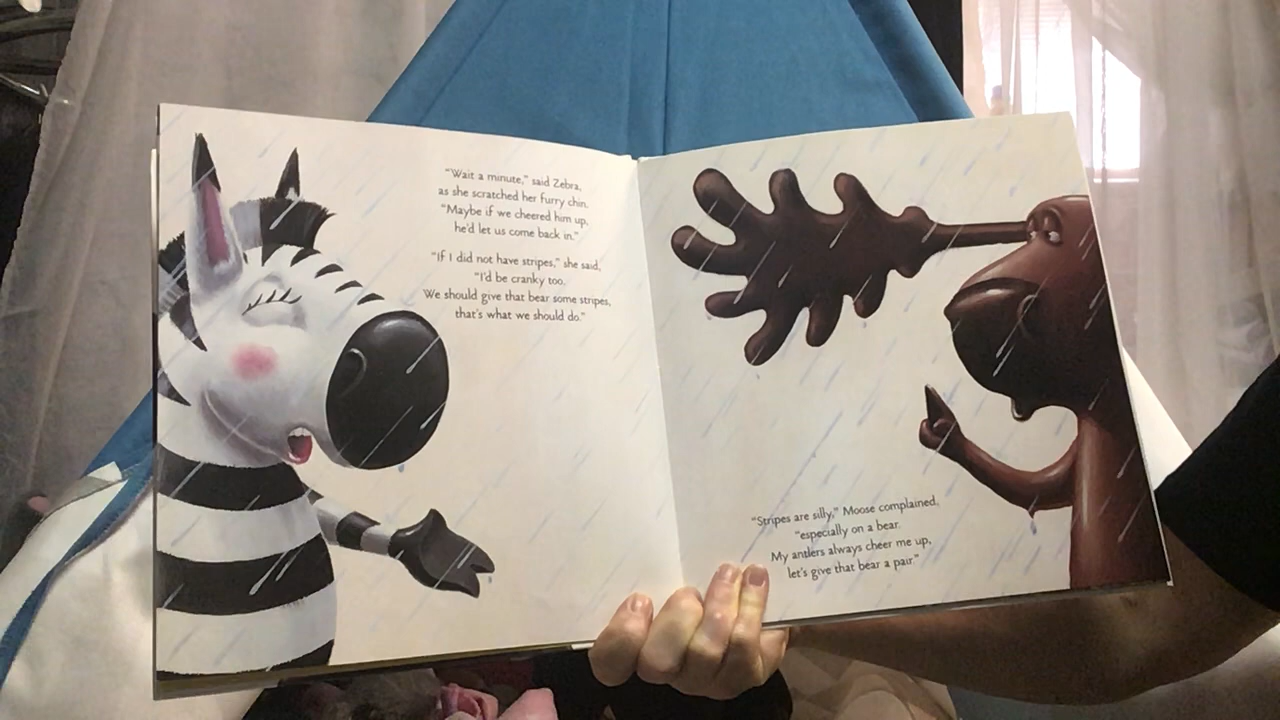 "Wait a minute," said Zebra,
as she scratched her furry chin.
"Maybe if we cheered him up,
he'd let us come back in."
"If I did not have stripes," she said,
"I'd be cranky too.
We should give that bear some stripes,
that's what we should do."
"Stripes are silly," Moose complained,
"especially on a bear.
My antlers always cheer me up,
let's give that bear a pair."